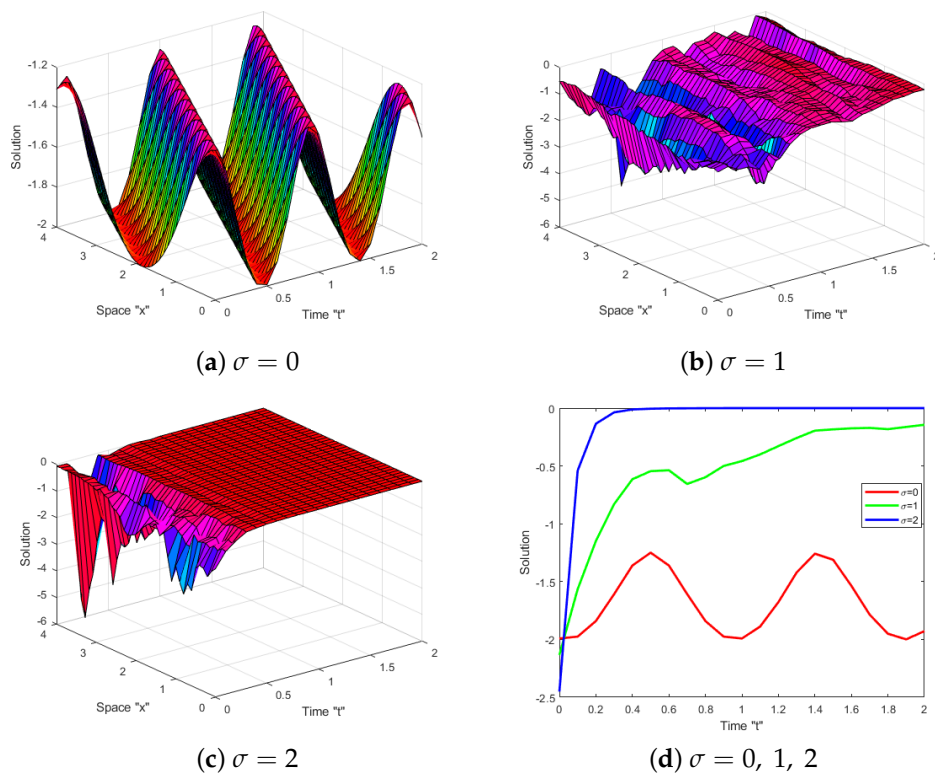 -1.2
-1.4
-1.6
-1.8
-2
Solution
4
3
2
1
0
Space "x"
0
0.5
1
1.5
2
Time "t"
(a) σ = 0
0
-1
-2
-3
-4
-5
-6
Solution
4
3
2
1
0
Space "x"
0
0.5
1
1.5
2
Time "t"
(b) σ = 1
0
-1
-2
-3
-4
-5
-6
Solution
4
3
2
1
0
Space "x"
0
0.5
1
1.5
2
Time "t"
(c) σ = 2
0
-0.5
-1
-1.5
-2
-2.5
Solution
σ=0
σ=1
σ=2
0 0.2 0.4 0.6 0.8 1 1.2 1.4 1.6 1.8 2
Time "t"
(d) σ = 0, 1, 2